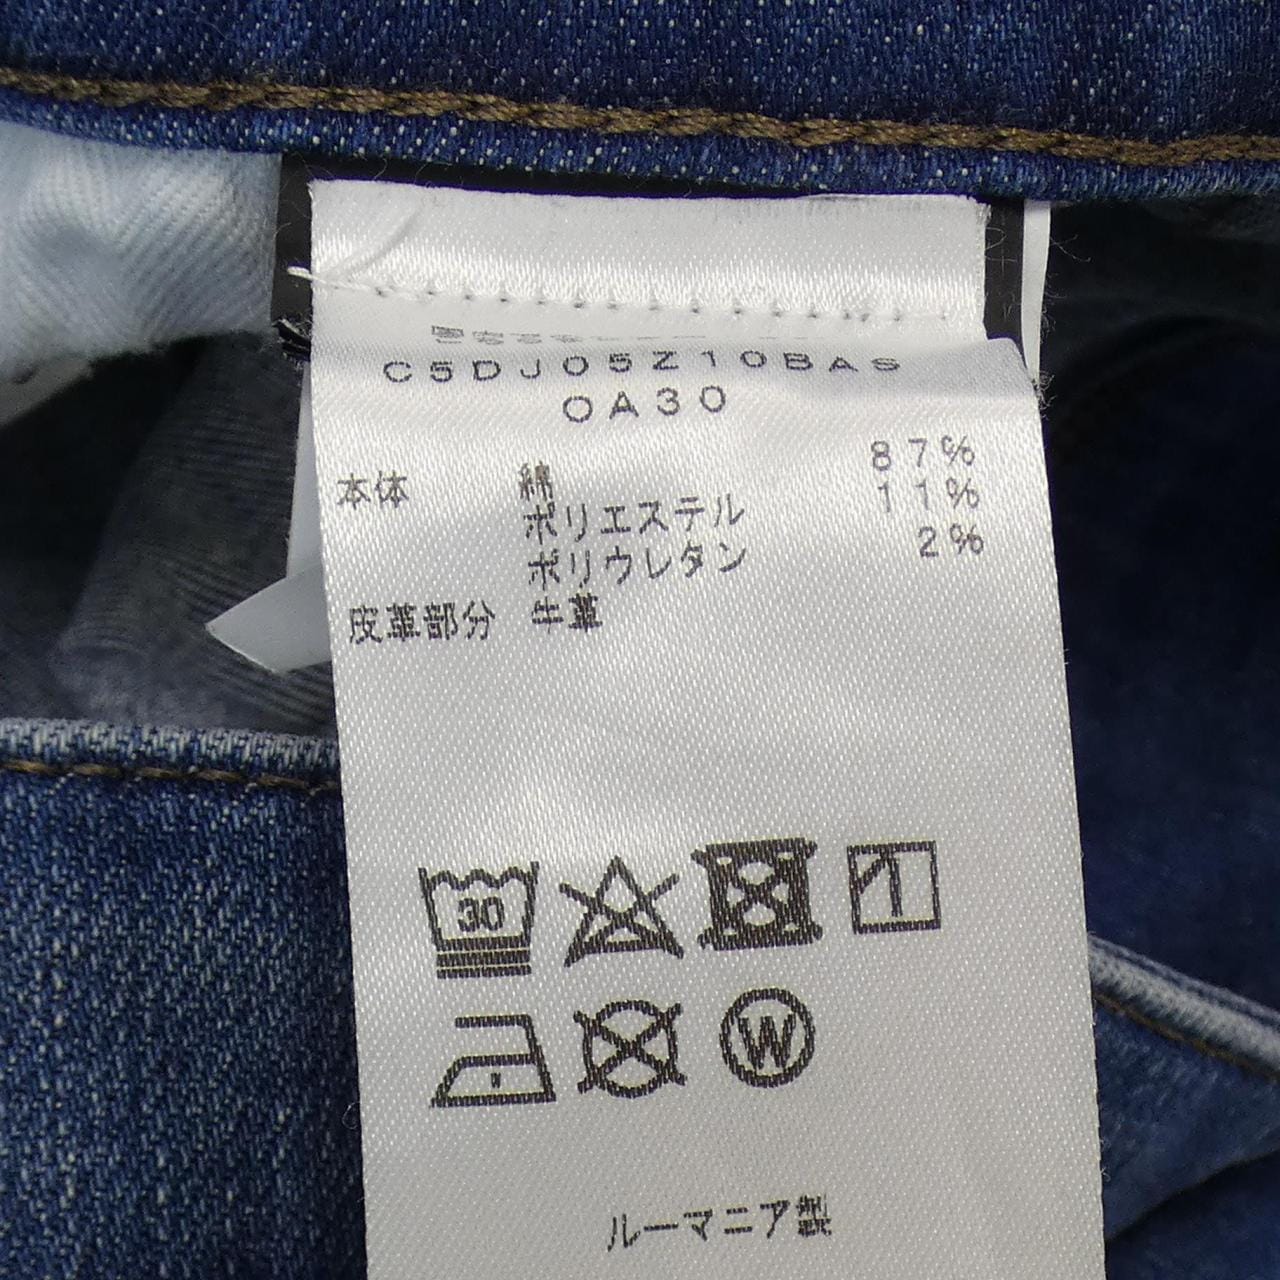 C5DJ05Z10BAS
0A30
本体 綿 87%
ポリエステル 11%
ポリウレタン 2%
皮革部分 牛革
30
W
ルーマニア製